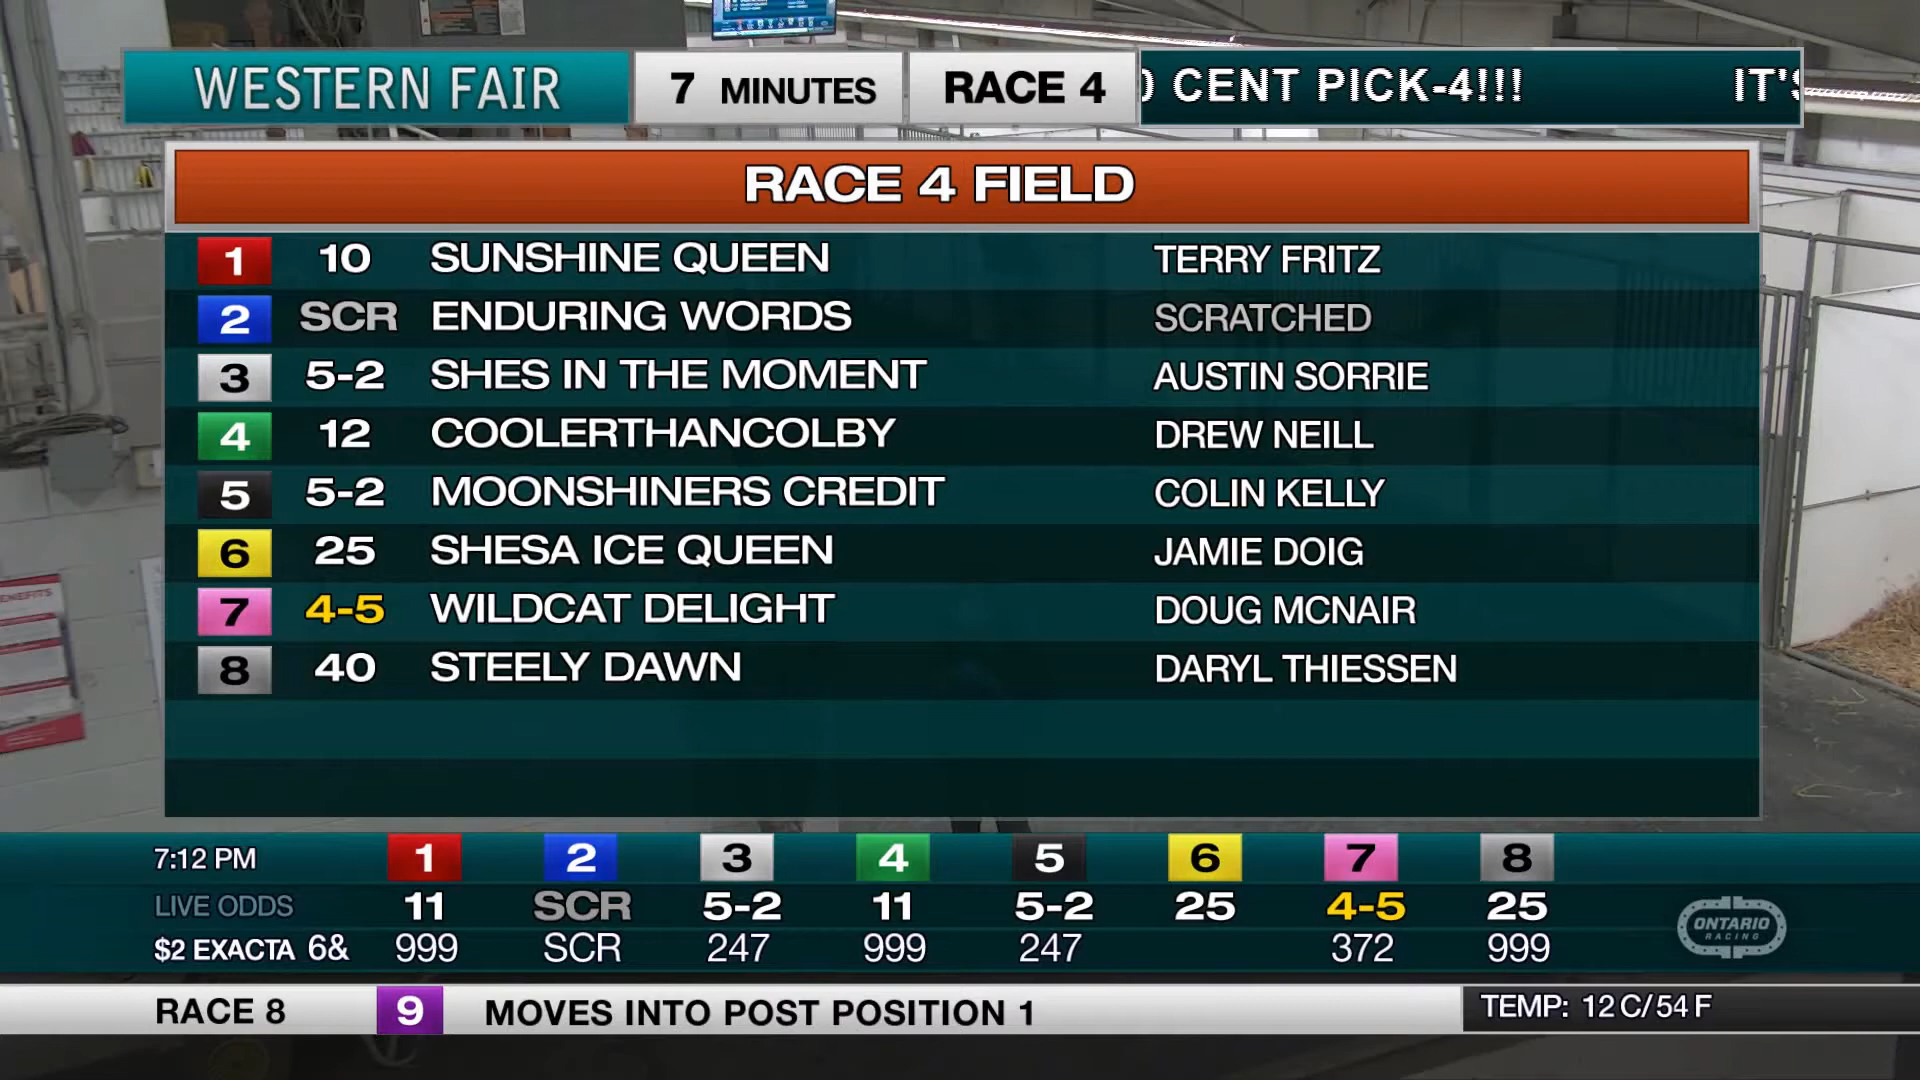 WESTERN FAIR 7 MINUTES RACE 4 CENT PICK-4!!! IT'S
RACE 4 FIELD
1 10 SUNSHINE QUEEN TERRY FRITZ
2 SCR ENDURING WORDS SCRATCHED
3 5-2 SHES IN THE MOMENT AUSTIN SORRIE
4 12 COOLERTHANCOLBY DREW NEILL
5 5-2 MOONSHINERS CREDIT COLIN KELLY
6 25 SHESA ICE QUEEN JAMIE DOIG
7 4-5 WILDCAT DELIGHT DOUG MCNAIR
8 40 STEELY DAWN DARYL THIESSEN
7:12 PM 1 2 3 4 5 6 7 8
LIVE ODDS 11 SCR 5-2 11 5-2 25 4-5 25
$2 EXACTA 6& 999 SCR 247 999 247 372 999
ONTARIO
RACING
RACE 8 9 MOVES INTO POST POSITION 1 TEMP: 12 C/54 F